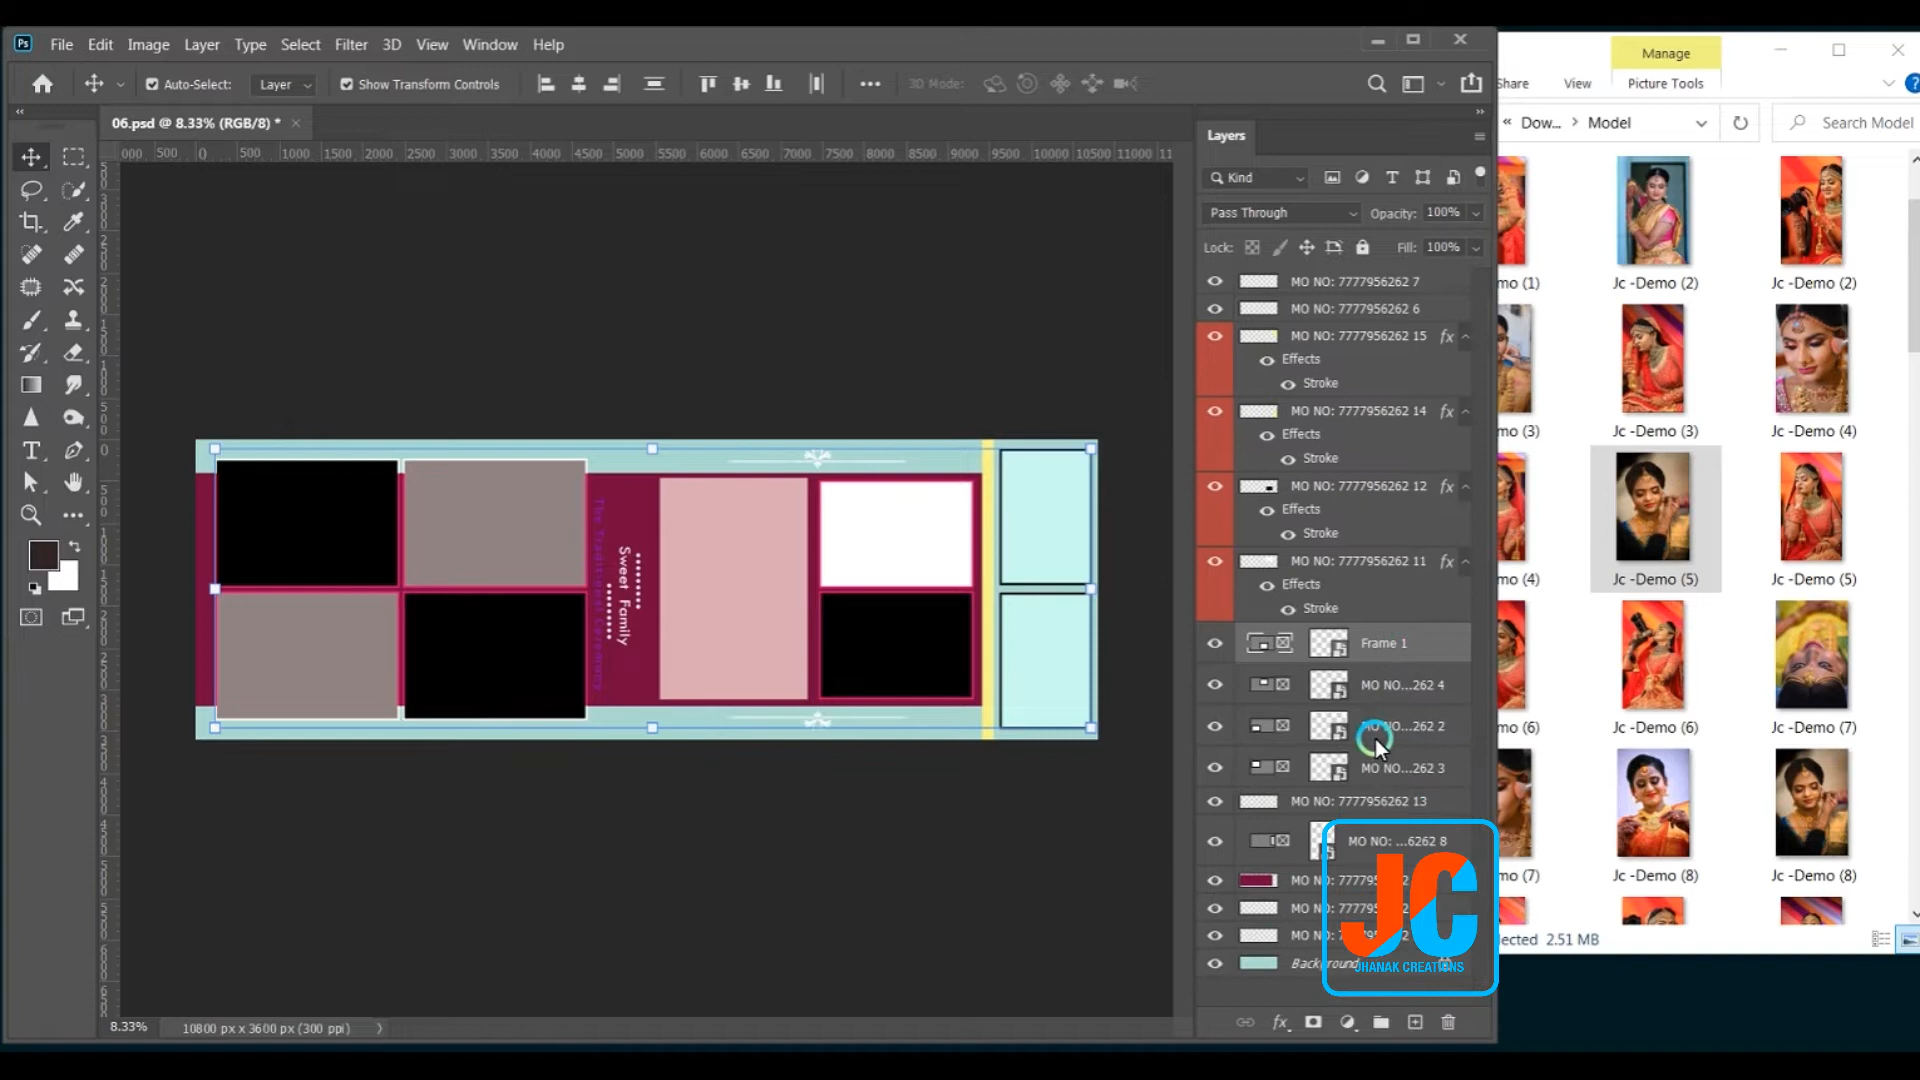 Ps File Edit Image Layer Type Select Filter 3D View Window Help
Auto-Select: Layer Show Transform Controls 3D Mode:
06.psd @ 8.33% (RGB/8) *
000 500 0 500 1000 1500 2000 2500 3000 3500 4000 4500 5000 5500 6000 6500 7000 7500 8000 8500 9000 9500 10000 10500 11000 11
The Traditional Ceremony
Sweet Family
8.33% 10800 px x 3600 px (300 ppi)
Layers
Kind
Pass Through Opacity: 100%
Lock: Fill: 100%
MO NO: 7777956262 7
MO NO: 7777956262 6
MO NO: 7777956262 15 fx
Effects
Stroke
MO NO: 7777956262 14 fx
Effects
Stroke
MO NO: 7777956262 12 fx
Effects
Stroke
MO NO: 7777956262 11 fx
Effects
Stroke
Frame 1
MO NO...262 4
MO NO...262 2
MO NO...262 3
MO NO: 7777956262 13
MO NO: ...6262 8
MO NO: 77779
MO NO: 77779
MO NO: 77779
Background
JC
JHANAK CREATIONS
Manage
Share View Picture Tools
« Dow... Model Search Model
mo (1) Jc -Demo (2) Jc -Demo (2)
mo (3) Jc -Demo (3) Jc -Demo (4)
mo (4) Jc -Demo (5) Jc -Demo (5)
mo (6) Jc -Demo (6) Jc -Demo (7)
mo (7) Jc -Demo (8) Jc -Demo (8)
lected 2.51 MB